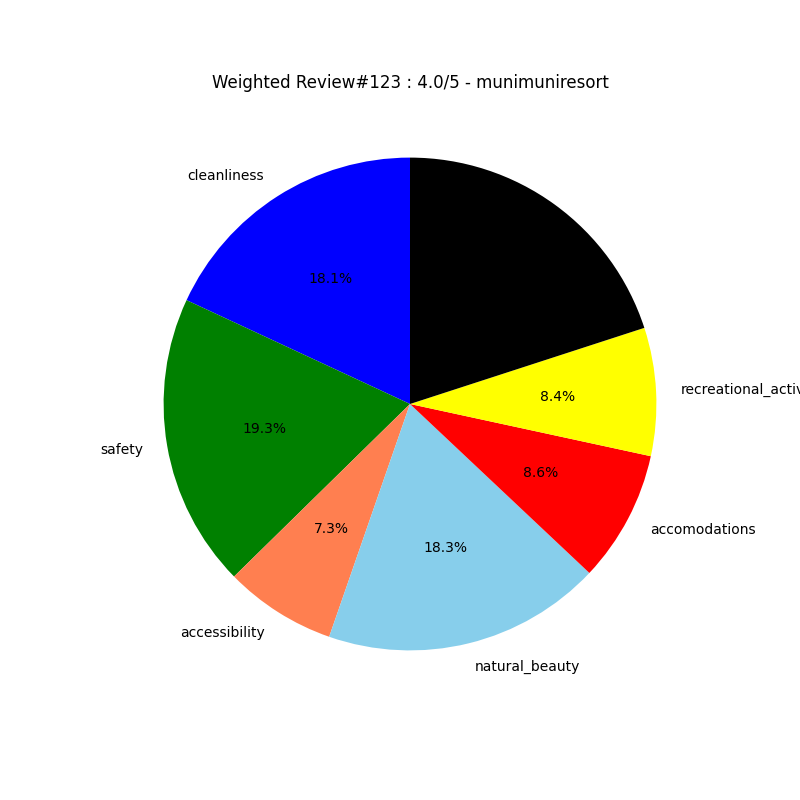 Weighted Review#123 : 4.0/5 - munimuniresort
cleanliness
18.1%
recreational_activ
8.4%
19.3%
safety
8.6%
7.3%
accomodations
18.3%
accessibility
natural_beauty